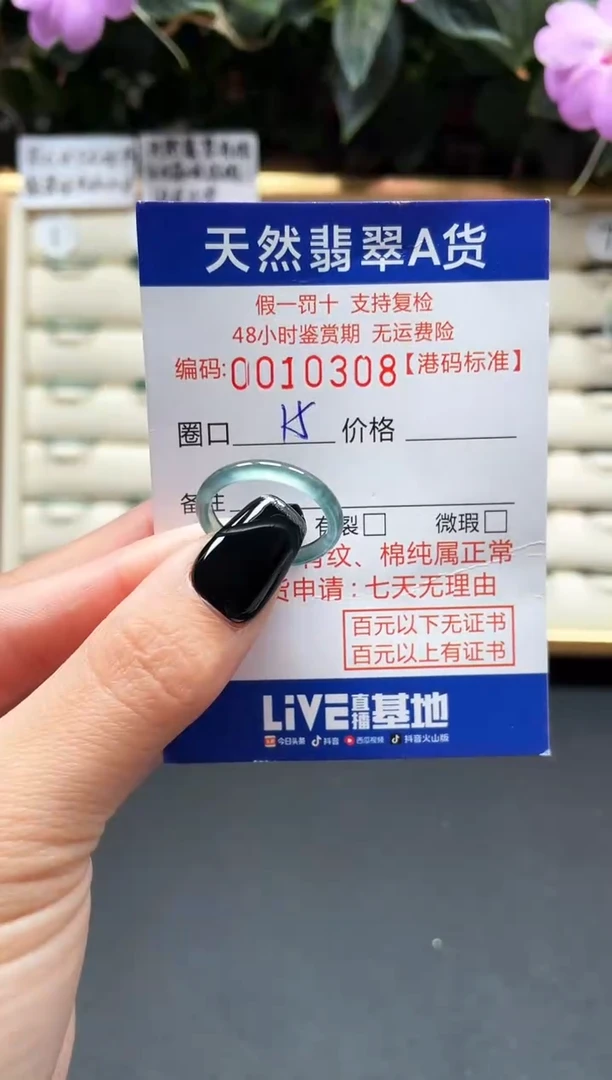 天然翡翠A货
假一罚十 支持复检
48小时鉴赏期 无运费险
编码:0010308【港码标准】
圈口 15 价格
备注
有裂□ 微瑕□
纹、棉纯属正常
货申请:七天无理由
百元以下无证书
百元以上有证书
LiVE直播基地
今日头条 抖音 西瓜视频 抖音火山版